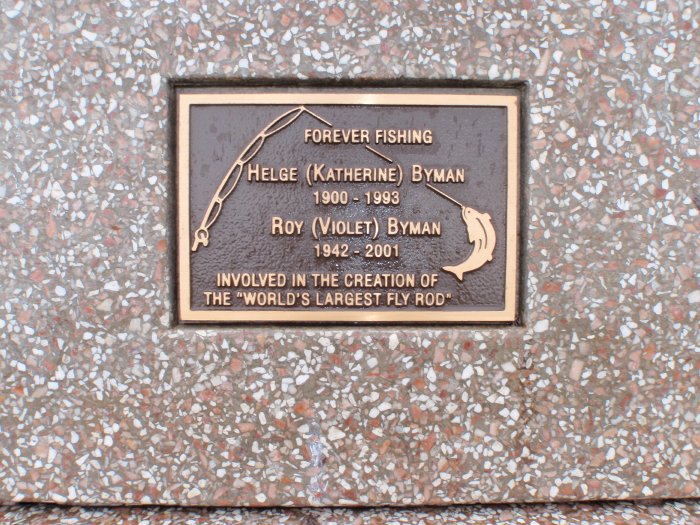 FOREVER FISHING
HELGE (KATHERINE) BYMAN
1900 - 1993
ROY (VIOLET) BYMAN
1942 - 2001
INVOLVED IN THE CREATION OF
THE "WORLD'S LARGEST FLY ROD"